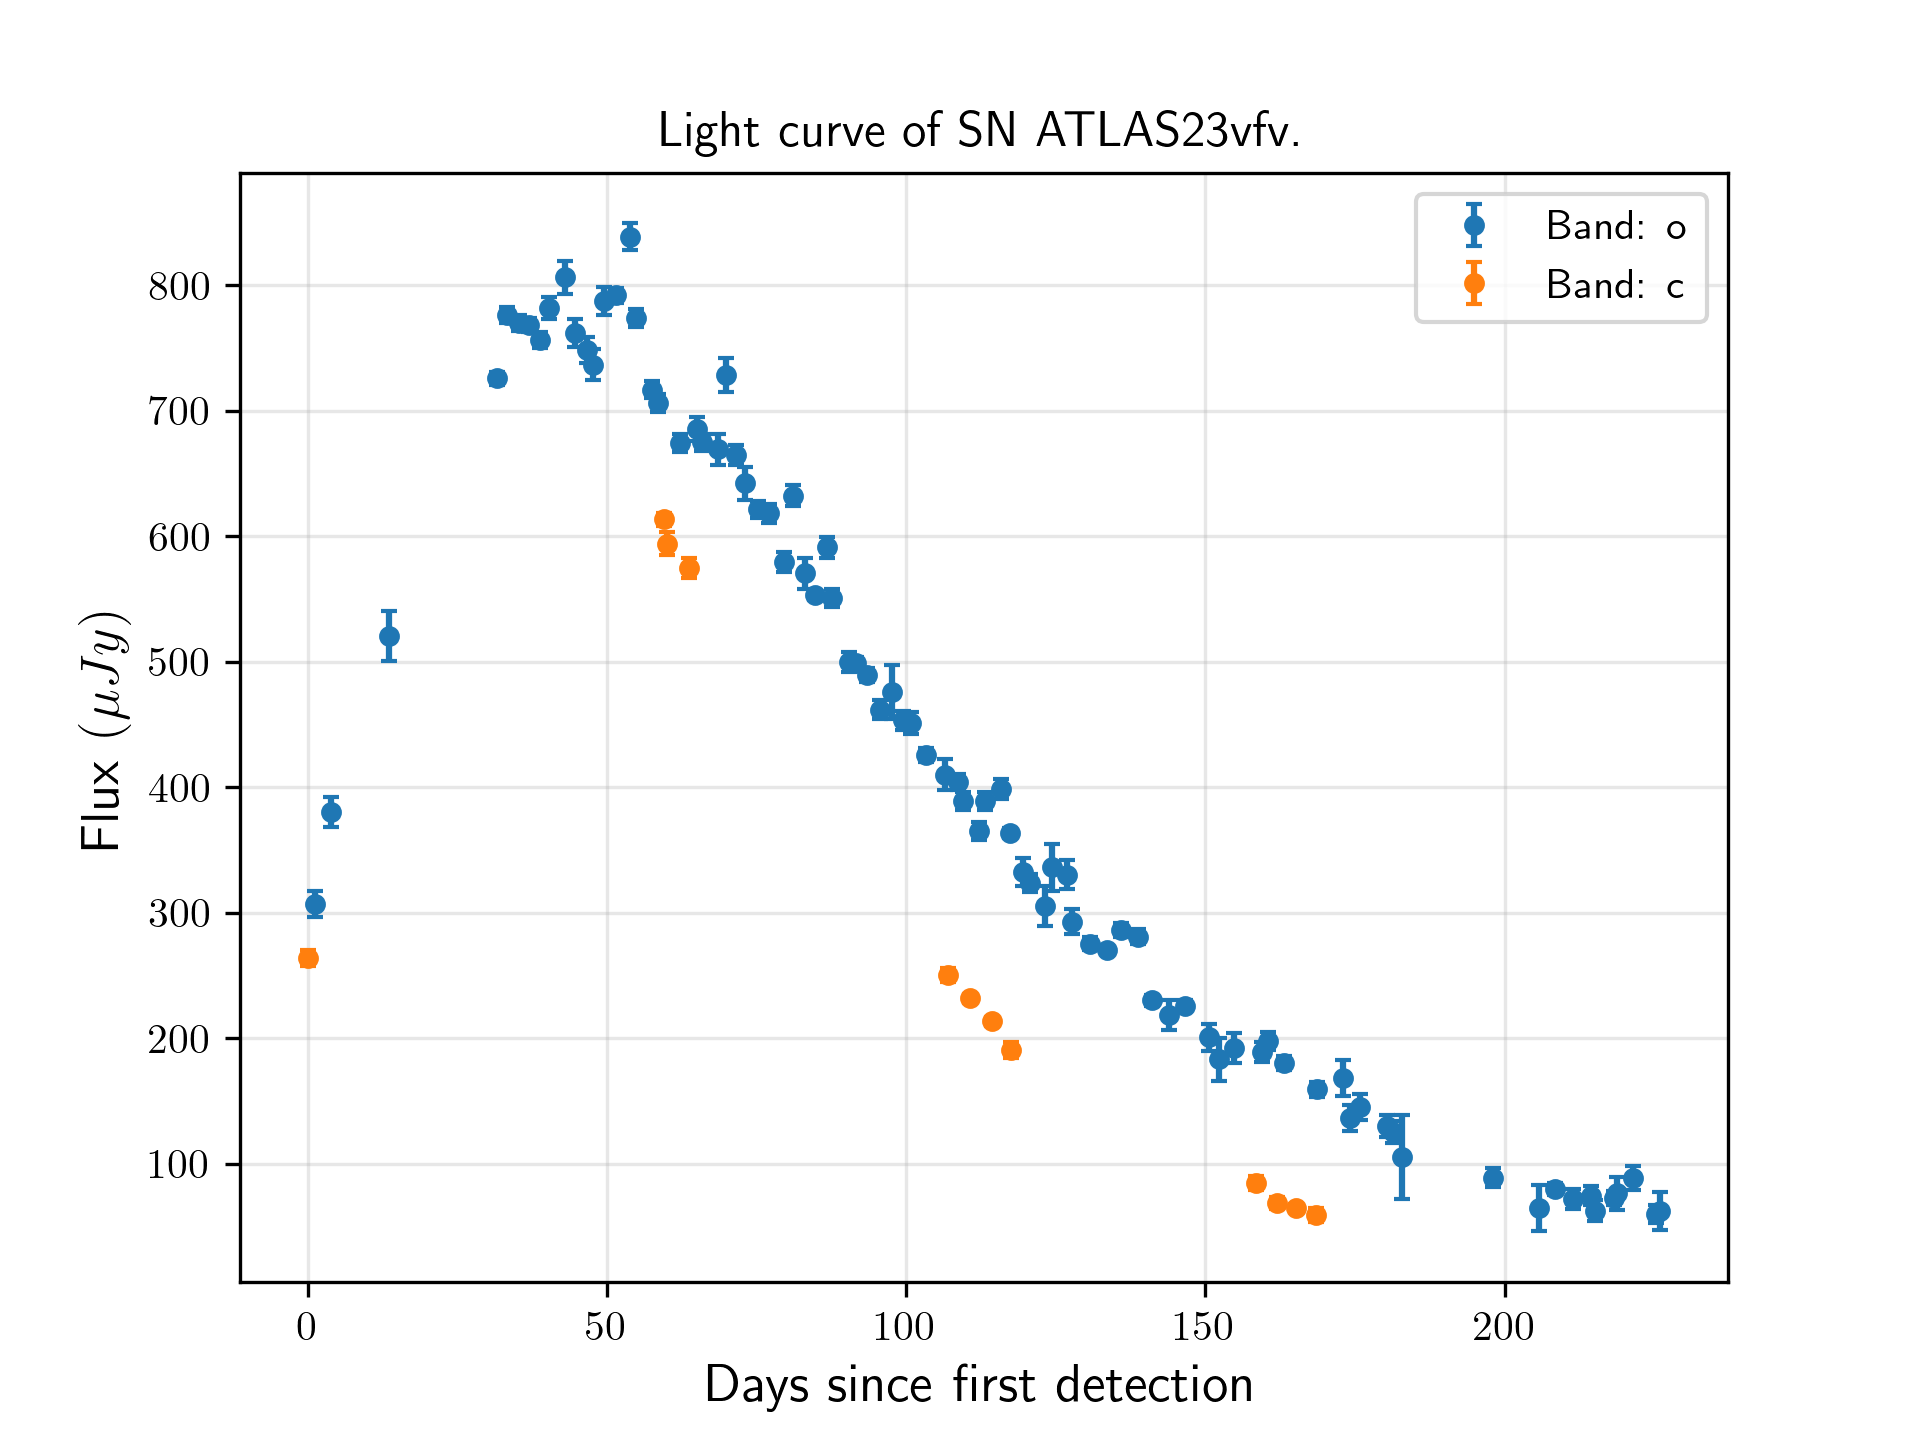 Light curve of SN ATLAS23vfv.
Band: o
Band: c
800
700
600
500
400
300
200
100
Flux (μJy)
0 50 100 150 200
Days since first detection